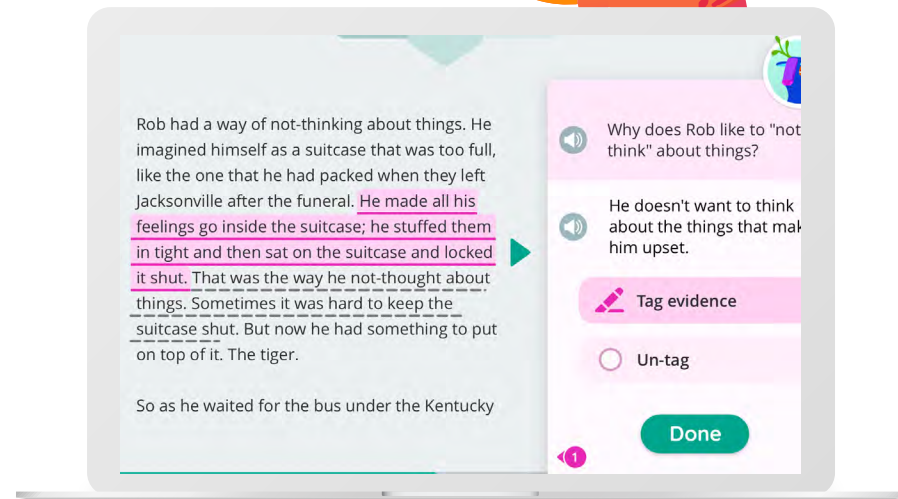 Rob had a way of not-thinking about things. He
imagined himself as a suitcase that was too full,
like the one that he had packed when they left
Jacksonville after the funeral. He made all his
feelings go inside the suitcase; he stuffed them
in tight and then sat on the suitcase and locked
it shut. That was the way he not-thought about
things. Sometimes it was hard to keep the
suitcase shut. But now he had something to put
on top of it. The tiger.
So as he waited for the bus under the Kentucky
Why does Rob like to "not
think" about things?
He doesn't want to think
about the things that mak
him upset.
Tag evidence
Un-tag
Done
1